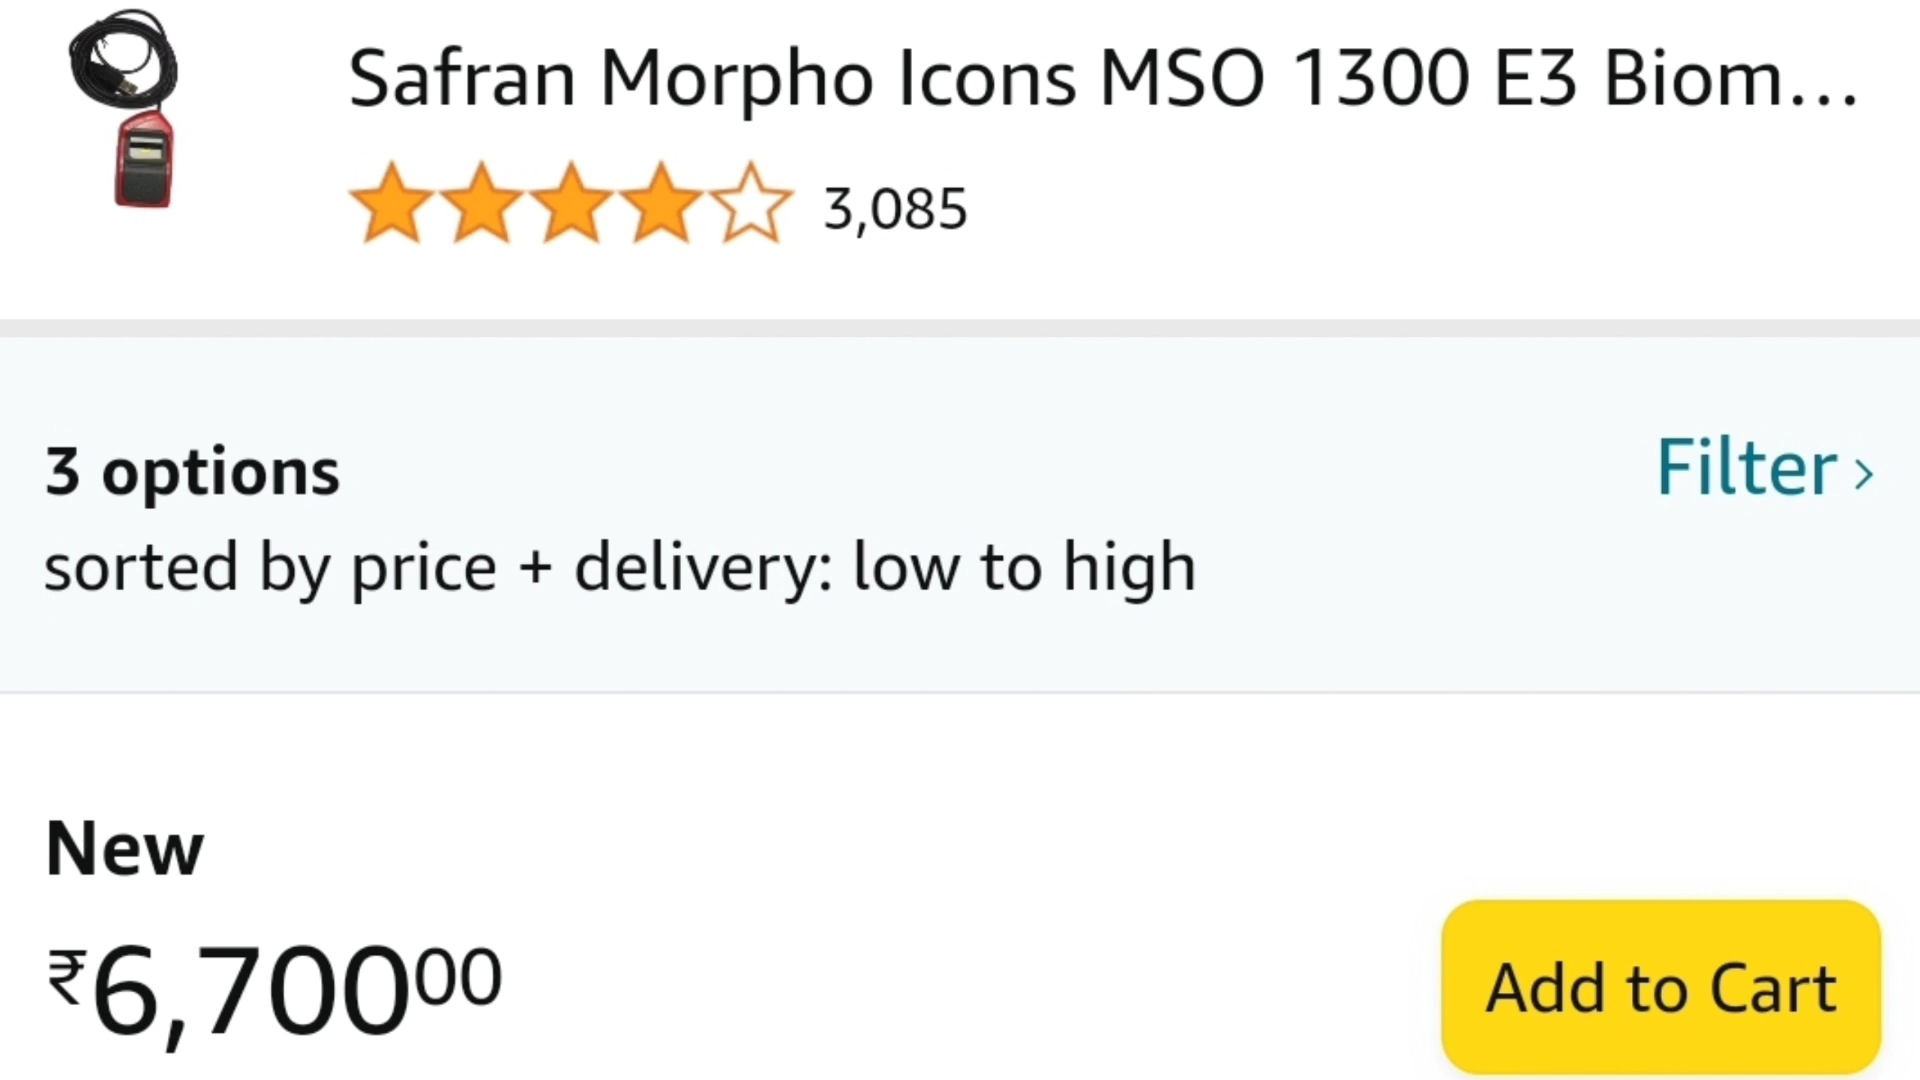 Safran Morpho Icons MSO 1300 E3 Biom...
3,085
3 options
Filter ›
sorted by price + delivery: low to high
New
₹6,70000
Add to Cart